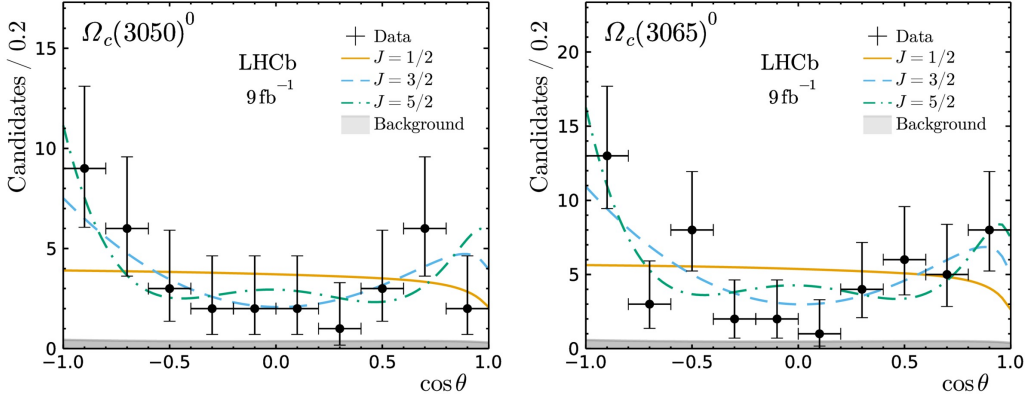 Ω_c(3050)^0
LHCb
9 fb^−1
Data
J = 1/2
J = 3/2
J = 5/2
Background
Candidates / 0.2
15
10
5
0
−1.0 −0.5 0.0 0.5 1.0
cos θ
Ω_c(3065)^0
LHCb
9 fb^−1
Data
J = 1/2
J = 3/2
J = 5/2
Background
Candidates / 0.2
20
15
10
5
0
−1.0 −0.5 0.0 0.5 1.0
cos θ